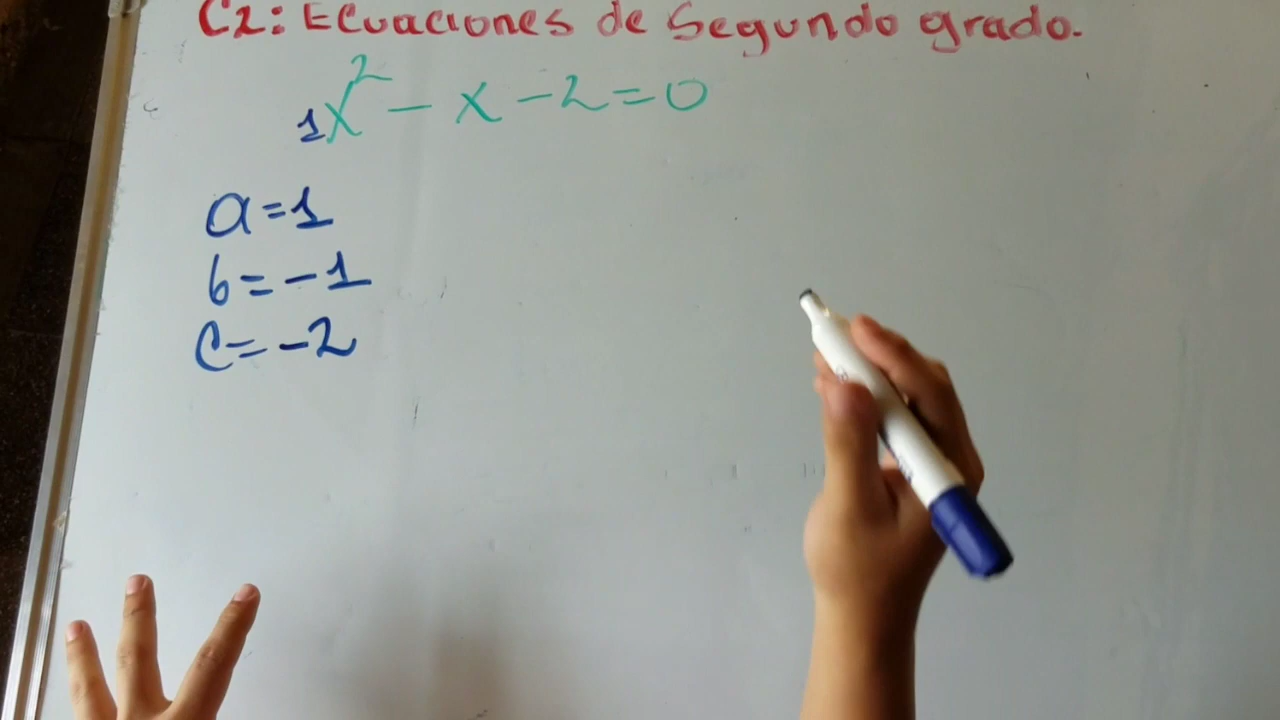 C2: Ecuaciones de Segundo grado.
1x² - x - 2 = 0
a = 1
b = -1
c = -2